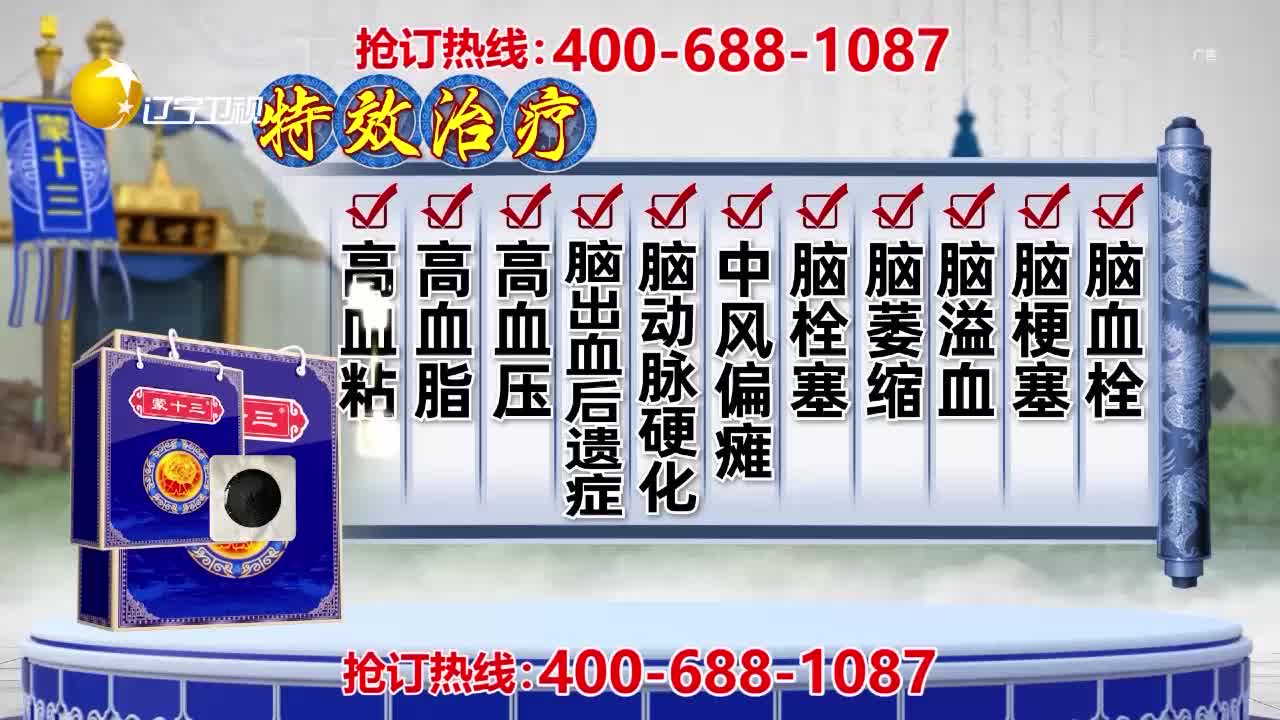 抢订热线：400-688-1087
广告
辽宁卫视
特效治疗
蒙十三
高血粘
高血脂
高血压
脑出血后遗症
脑动脉硬化
中风偏瘫
脑栓塞
脑萎缩
脑溢血
脑梗塞
脑血栓
蒙十三
十三
抢订热线：400-688-1087